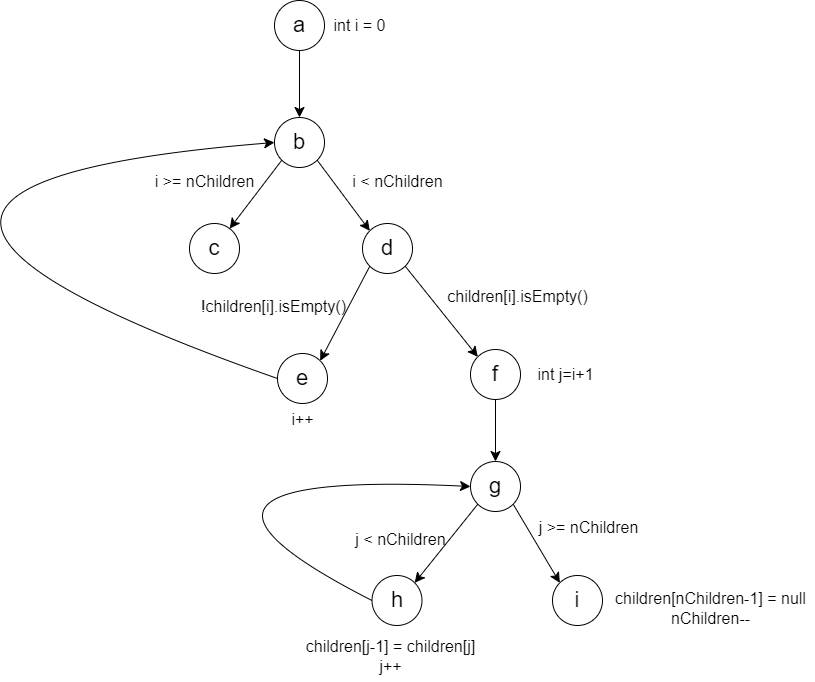 a
int i = 0
b
i >= nChildren
i < nChildren
c
d
!children[i].isEmpty()
children[i].isEmpty()
e
i++
f
int j=i+1
g
j < nChildren
j >= nChildren
h
children[j-1] = children[j]
j++
i
children[nChildren-1] = null
nChildren--